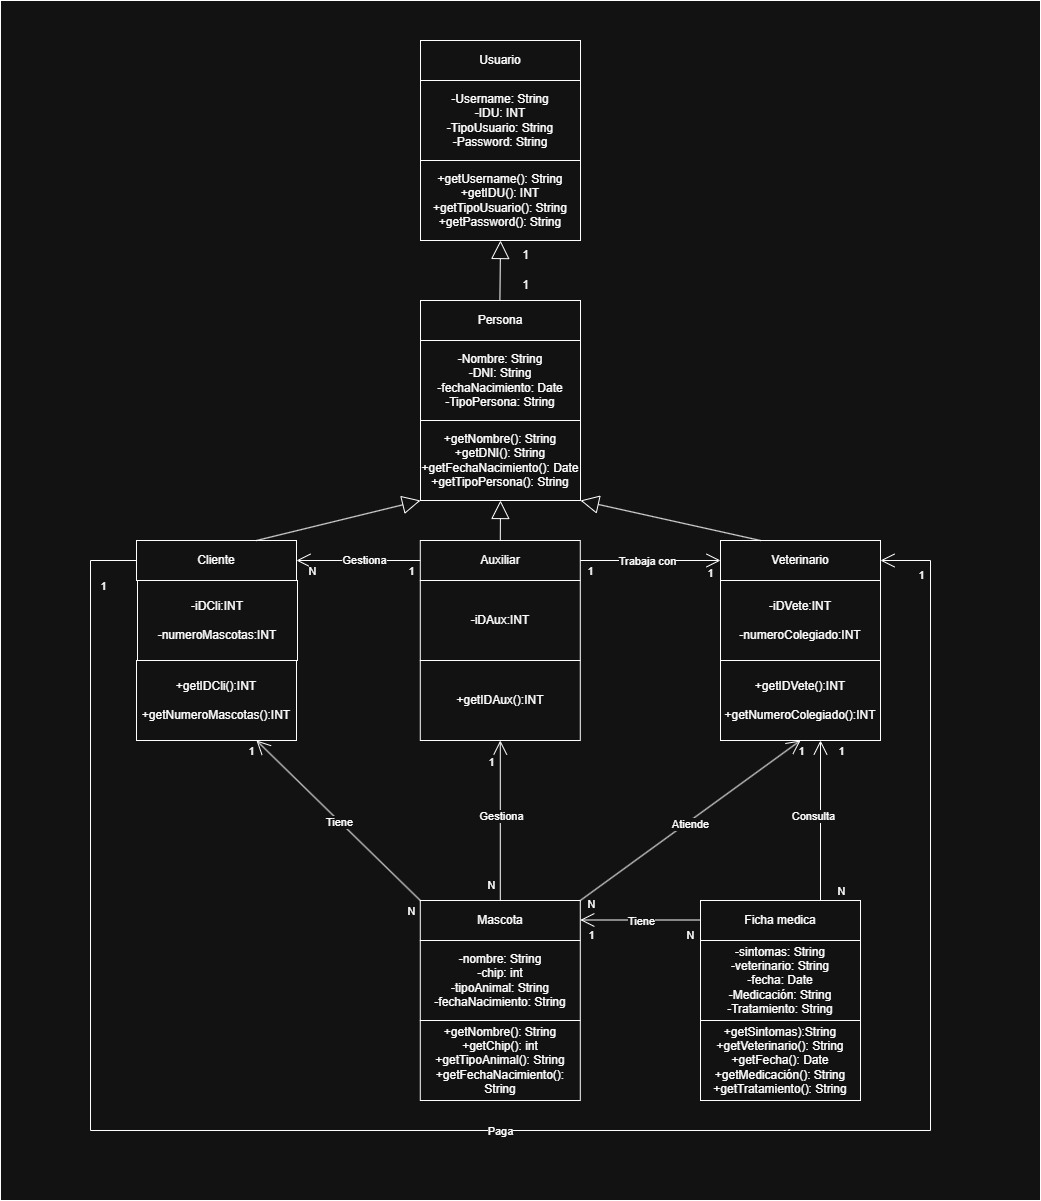 Usuario
-Username: String
-IDU: INT
-TipoUsuario: String
-Password: String
+getUsername(): String
+getIDU(): INT
+getTipoUsuario(): String
+getPassword(): String
1
1
Persona
-Nombre: String
-DNI: String
-fechaNacimiento: Date
-TipoPersona: String
+getNombre(): String
+getDNI(): String
+getFechaNacimiento(): Date
+getTipoPersona(): String
1
Cliente
-iDCli:INT
-numeroMascotas:INT
+getIDCli():INT
+getNumeroMascotas():INT
N
Gestiona
1
Auxiliar
-iDAux:INT
+getIDAux():INT
1
Trabaja con
1
Veterinario
-iDVete:INT
-numeroColegiado:INT
+getIDVete():INT
+getNumeroColegiado():INT
1
1
Tiene
N
1
Gestiona
N
1
Atiende
N
1
Consulta
N
Mascota
-nombre: String
-chip: int
-tipoAnimal: String
-fechaNacimiento: String
+getNombre(): String
+getChip(): int
+getTipoAnimal(): String
+getFechaNacimiento():
String
1
Tiene
N
Ficha medica
-sintomas: String
-veterinario: String
-fecha: Date
-Medicación: String
-Tratamiento: String
+getSintomas):String
+getVeterinario(): String
+getFecha(): Date
+getMedicación(): String
+getTratamiento(): String
Paga